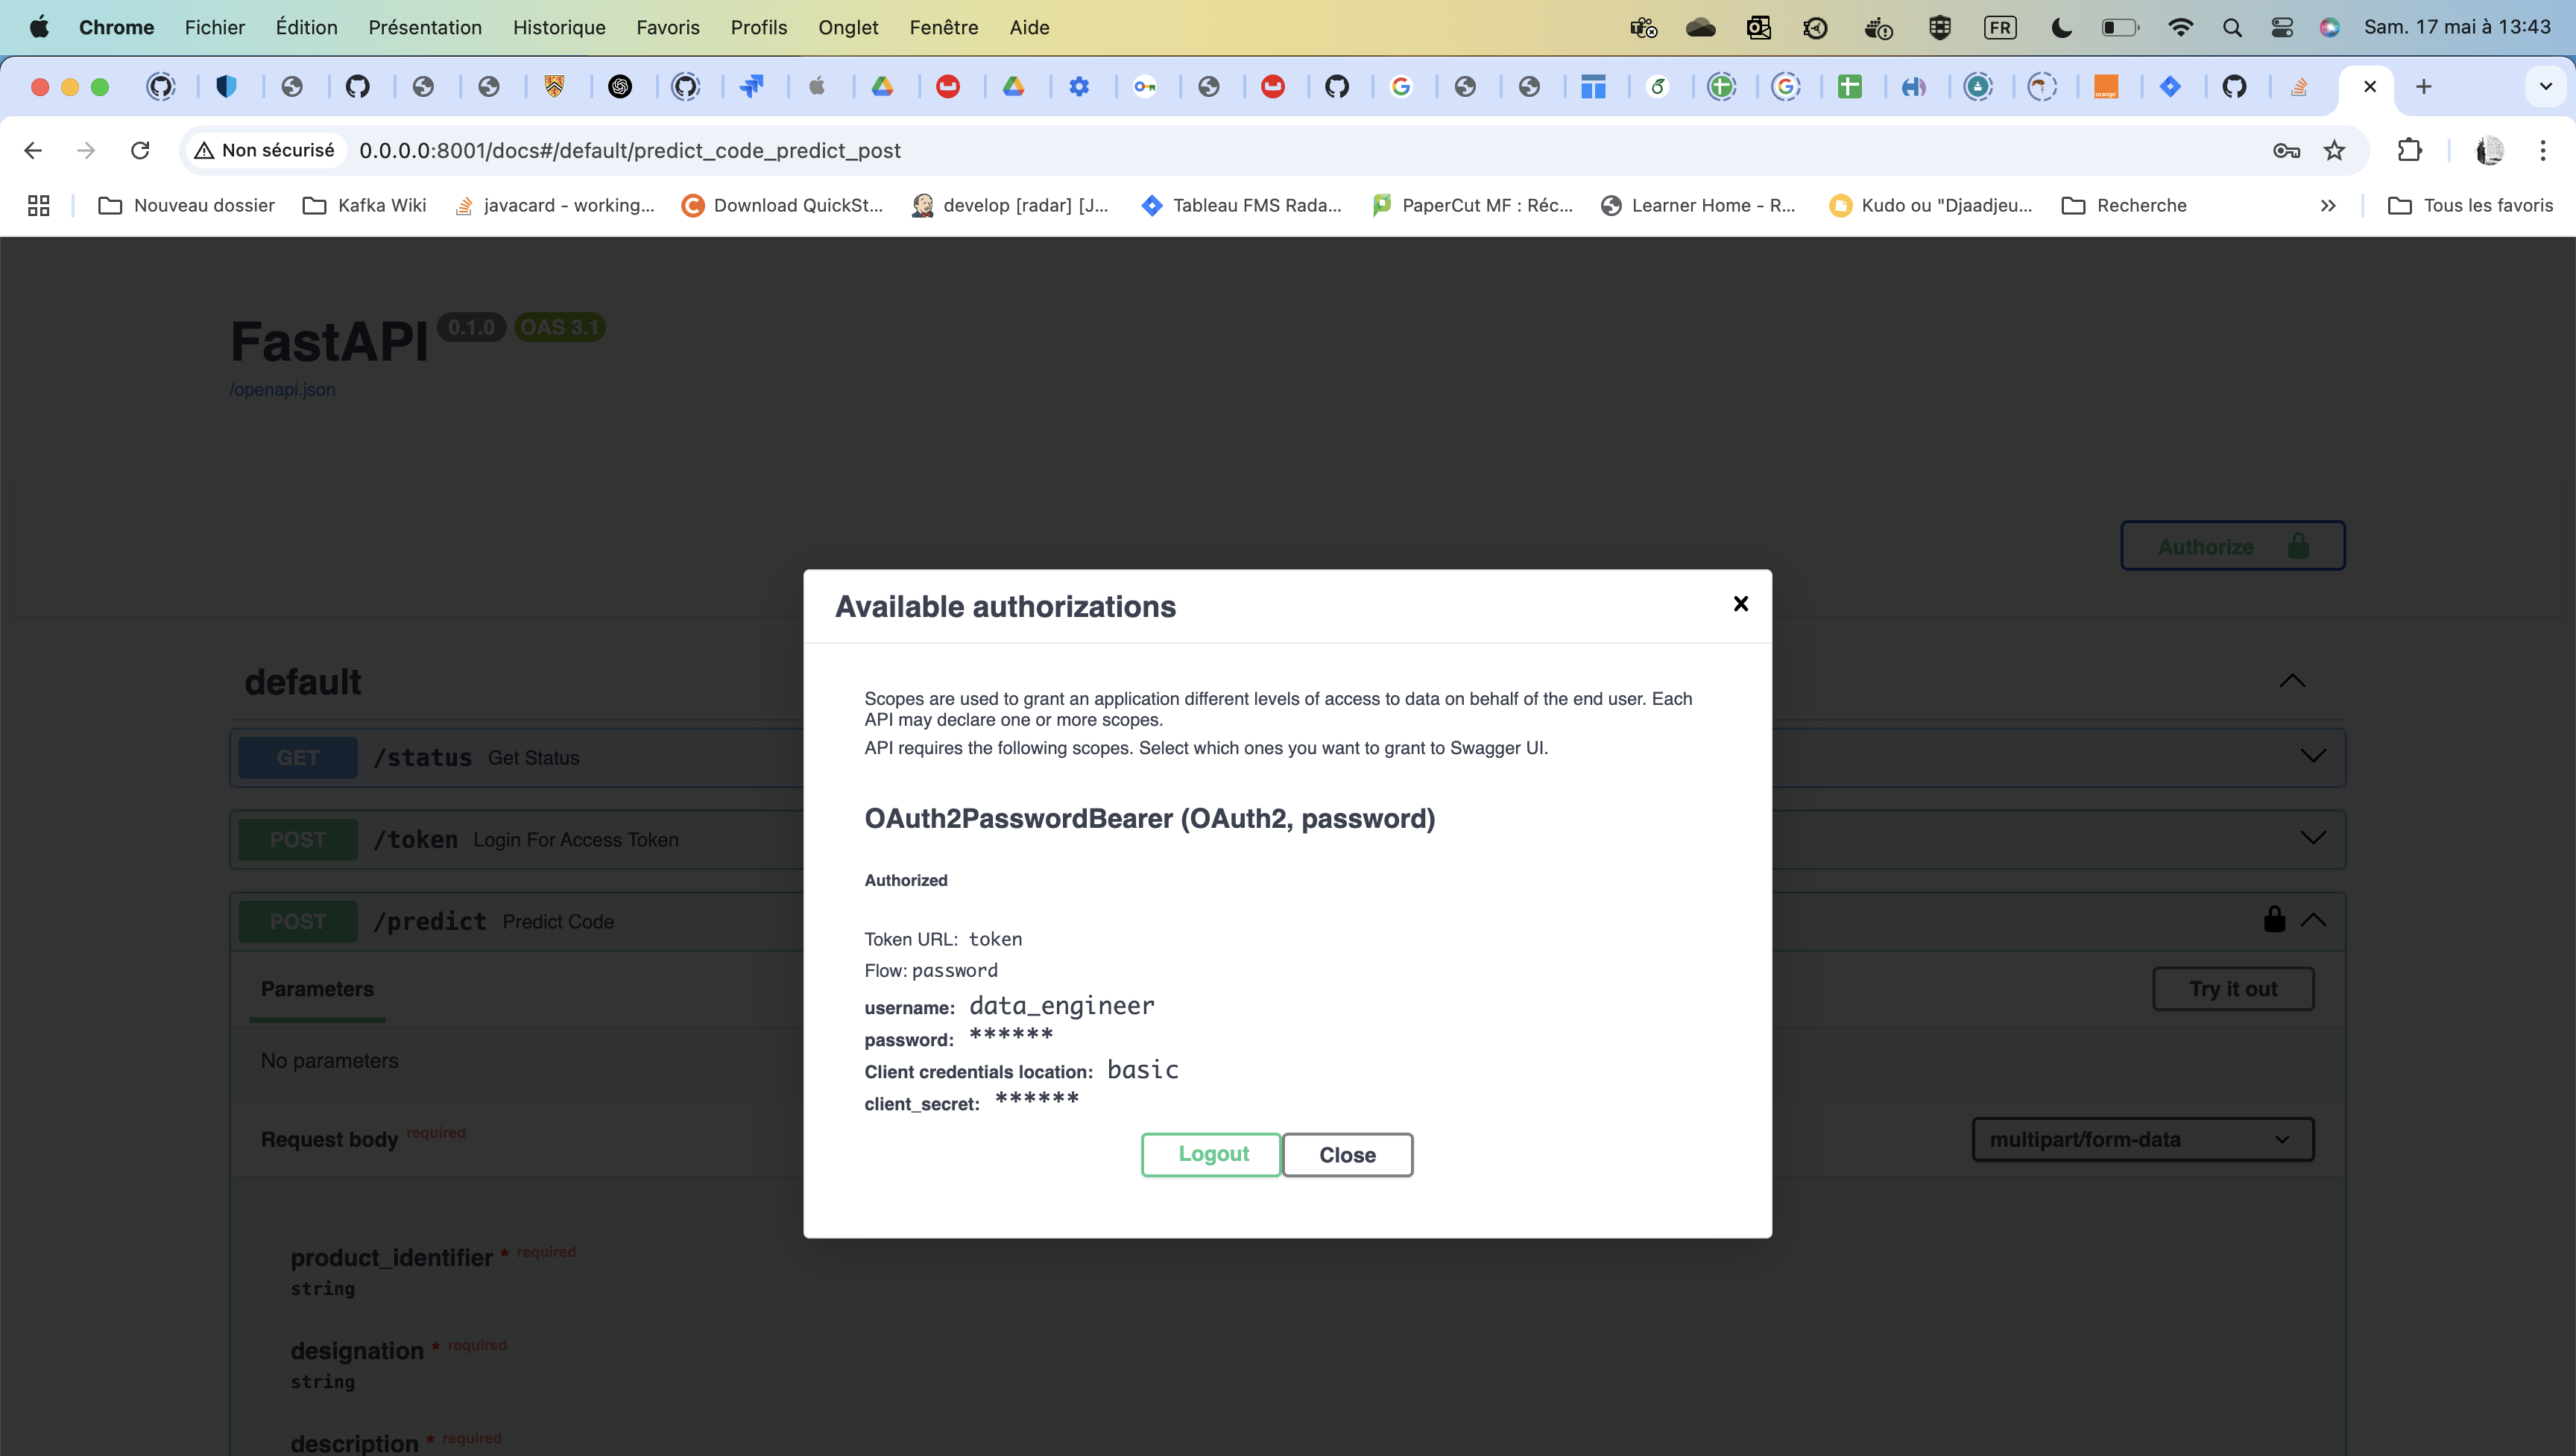 Chrome Fichier Édition Présentation Historique Favoris Profils Onglet Fenêtre Aide FR Sam. 17 mai à 13:43
Non sécurisé 0.0.0.0:8001/docs#/default/predict_code_predict_post
Nouveau dossier Kafka Wiki javacard - working... Download QuickSt... develop [radar] [J... Tableau FMS Rada... PaperCut MF : Réc... Learner Home - R... Kudo ou "Djaadjeu... Recherche » Tous les favoris
FastAPI 0.1.0 OAS 3.1
/openapi.json
Authorize
Available authorizations
default
Scopes are used to grant an application different levels of access to data on behalf of the end user. Each
API may declare one or more scopes.
API requires the following scopes. Select which ones you want to grant to Swagger UI.
GET /status Get Status
OAuth2PasswordBearer (OAuth2, password)
POST /token Login For Access Token
Authorized
POST /predict Predict Code
Token URL: token
Flow: password
Parameters
Try it out
username: data_engineer
password: ******
No parameters
Client credentials location: basic
client_secret: ******
Request body required
multipart/form-data
Logout Close
product_identifier * required
string
designation * required
string
description * required